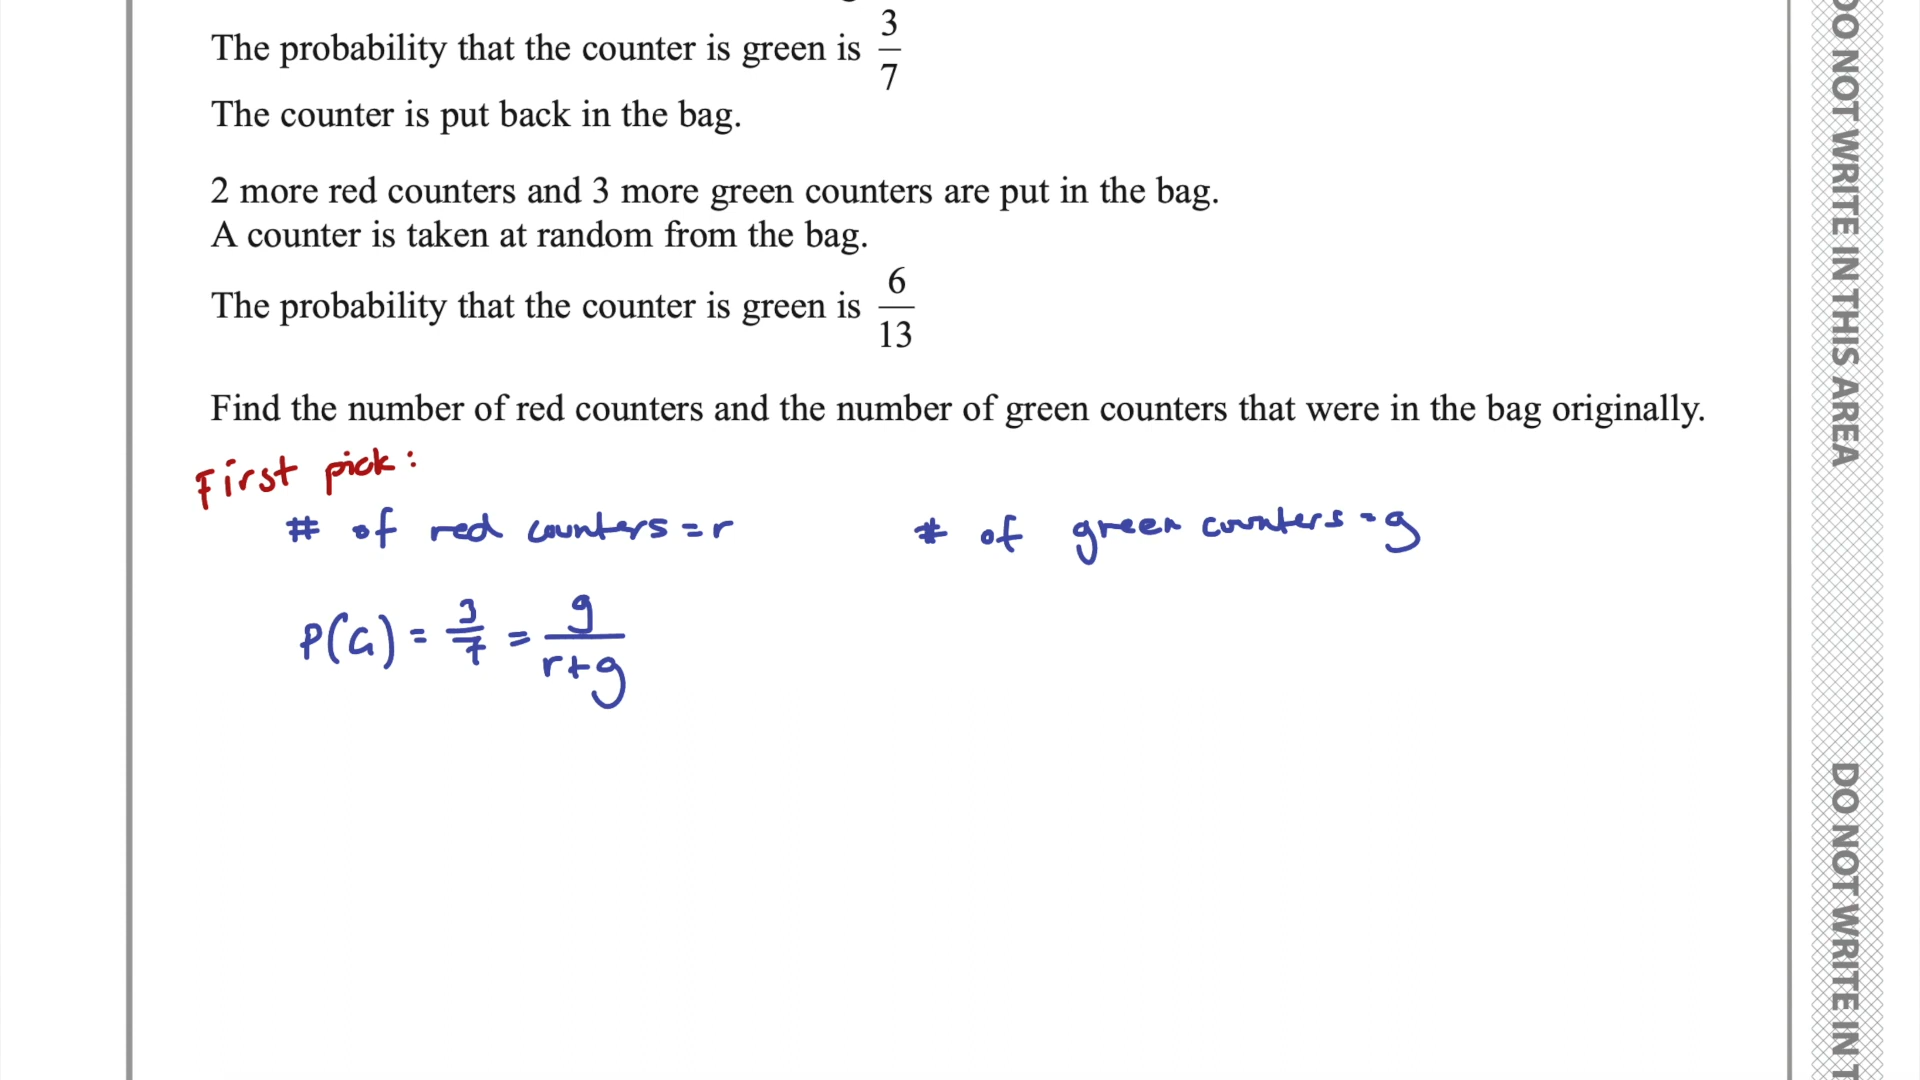 The probability that the counter is green is 3/7
The counter is put back in the bag.
2 more red counters and 3 more green counters are put in the bag.
A counter is taken at random from the bag.
The probability that the counter is green is 6/13
Find the number of red counters and the number of green counters that were in the bag originally.
First pick:
# of red counters = r # of green counters = g
P(G) = 3/7 = g/(r+g)
DO NOT WRITE IN THIS AREA
DO NOT WRITE IN T